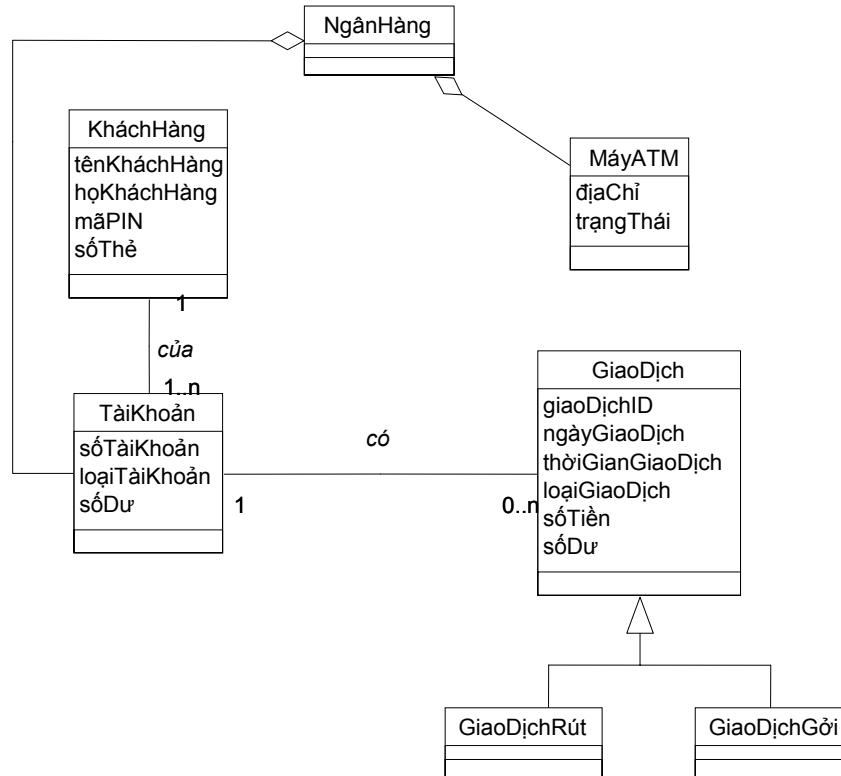 NgânHàng
KháchHàng
tênKháchHàng
họKháchHàng
mãPIN
sốThẻ
MáyATM
địaChỉ
trạngThái
1
của
1..n
TàiKhoản
sốTàiKhoản
loạiTàiKhoản
sốDư
có
1
0..n
GiaoDịch
giaoDịchID
ngàyGiaoDịch
thờiGianGiaoDịch
loạiGiaoDịch
sốTiền
sốDư
GiaoDịchRút
GiaoDịchGởi